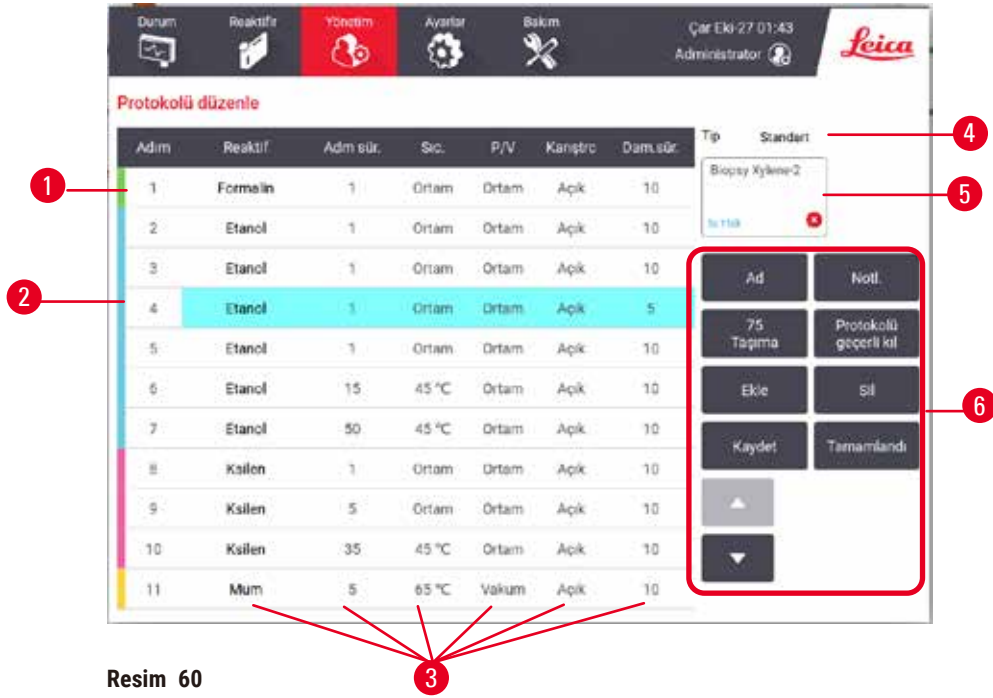 Durum Reaktifir Yönetim Ayarlar Bakım Çar Eki-27 01:43
Administrator
Leica
Protokolü düzenle
Adım Reaktif Adm sür. Sıc. P/V Karıştrc Dam.sür.
Tip Standart
Biopsy Xylene-2
1 Formalin 1 Ortam Ortam Açık 10
2 Etanol 1 Ortam Ortam Açık 10
3 Etanol 1 Ortam Ortam Açık 10
4 Etanol 1 Ortam Ortam Açık 5
5 Etanol 1 Ortam Ortam Açık 10
6 Etanol 15 45 °C Ortam Açık 10
7 Etanol 50 45 °C Ortam Açık 10
8 Ksilen 1 Ortam Ortam Açık 10
9 Ksilen 5 Ortam Ortam Açık 10
10 Ksilen 35 45 °C Ortam Açık 10
11 Mum 5 65 °C Vakum Açık 10
Ad Notl.
75 Taşıma
Protokolü geçerli kıl
Ekle Sil
Kaydet Tamamlandı
1
2
3
4
5
6
Resim 60